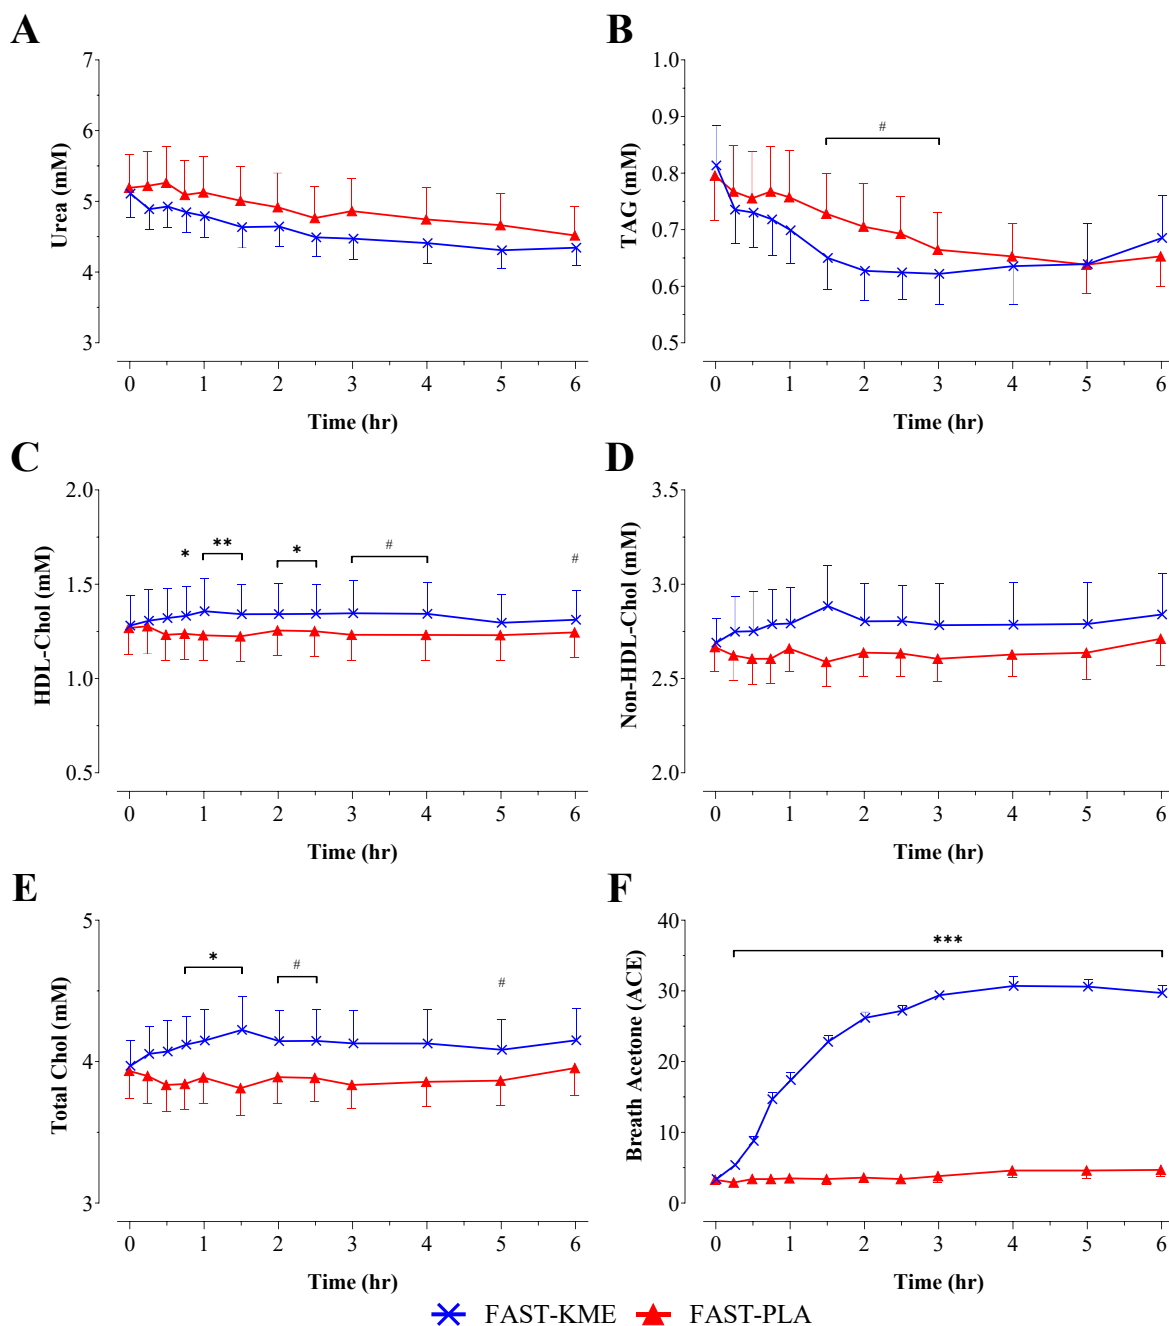 A
B
7
6
5
4
3
Urea (mM)
0 1 2 3 4 5 6
Time (hr)
1.0
0.9
0.8
0.7
0.6
0.5
TAG (mM)
#
0 1 2 3 4 5 6
Time (hr)
C
D
2.0
1.5
1.0
0.5
HDL-Chol (mM)
* ** * # #
0 1 2 3 4 5 6
Time (hr)
3.5
3.0
2.5
2.0
Non-HDL-Chol (mM)
0 1 2 3 4 5 6
Time (hr)
E
F
5
4
3
Total Chol (mM)
* # #
0 1 2 3 4 5 6
Time (hr)
40
30
20
10
0
Breath Acetone (ACE)
***
0 1 2 3 4 5 6
Time (hr)
FAST-KME FAST-PLA